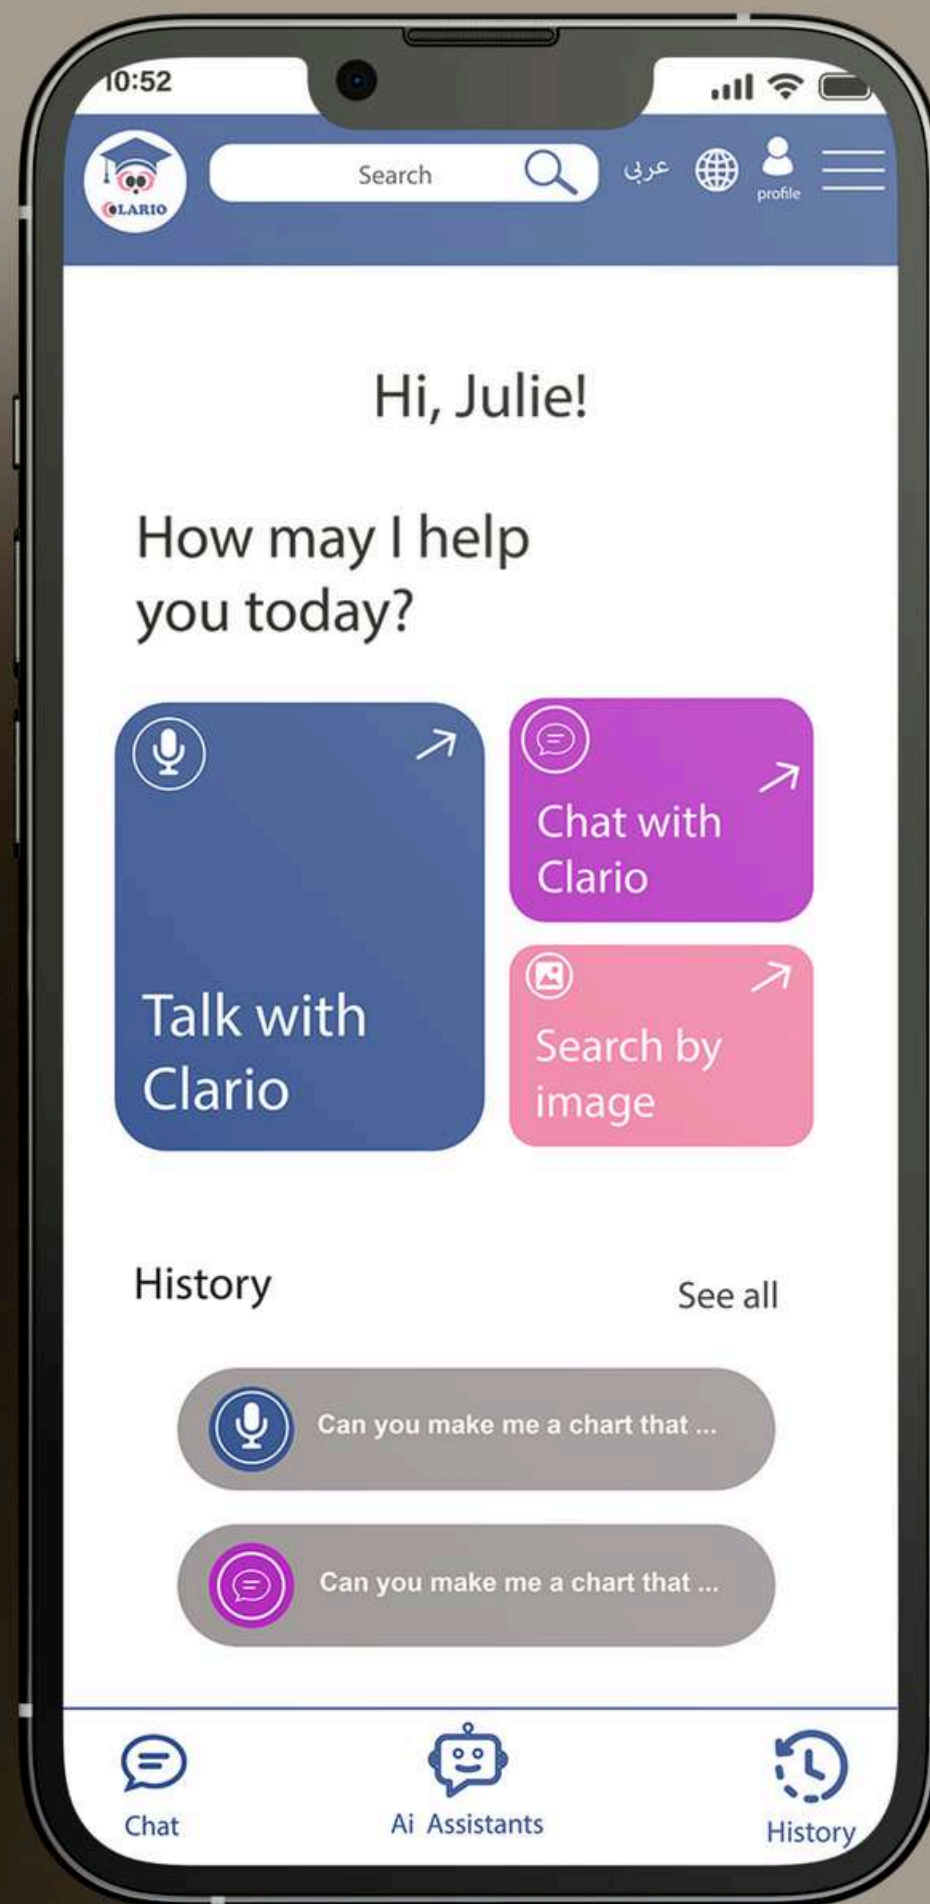 10:52
CLARIO
Search
عربى
profile
Hi, Julie!
How may I help
you today?
Talk with
Clario
Chat with
Clario
Search by
image
History
See all
Can you make me a chart that ...
Can you make me a chart that ...
Chat
Ai Assistants
History